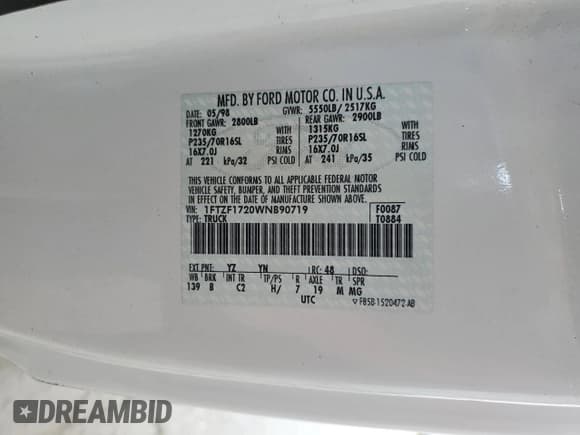 MFD. BY FORD MOTOR CO. IN U.S.A.
DATE: 05/98 GVWR: 5550LB/ 2517KG
FRONT GAWR: 2800LB REAR GAWR: 2900LB
1270KG WITH 1315KG WITH
P235/70R16SL TIRES P235/70R16SL TIRES
16X7.0J RIMS 16X7.0J RIMS
AT 221 kPa/32 PSI COLD AT 241 kPa/35 PSI COLD
THIS VEHICLE CONFORMS TO ALL APPLICABLE FEDERAL MOTOR
VEHICLE SAFETY, BUMPER, AND THEFT PREVENTION STANDARDS
IN EFFECT ON THE DATE OF MANUFACTURE SHOWN ABOVE.
VIN: 1FTZF1720WNB90719 F0087
TYPE: TRUCK T0884
EXT PNT: YZ YN RC: 48 DSO:
WB BRK INT TR TP/PS R AXLE TR SPR
139 B C2 H/ 7 19 M MG
UTC
▽ F85B-1520472-AB
DREAMBID